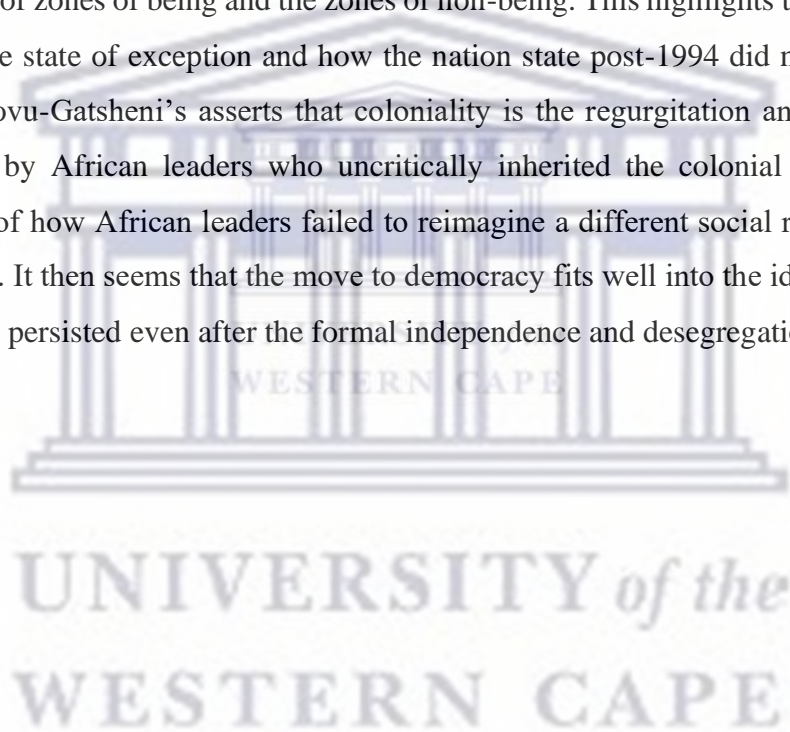 of zones of being and the zones of non-being. This highlights t
e state of exception and how the nation state post-1994 did
ovu-Gatsheni’s asserts that coloniality is the regurgitation an
by African leaders who uncritically inherited the colonial
of how African leaders failed to reimagine a different social r
. It then seems that the move to democracy fits well into the id
persisted even after the formal independence and desegregati
WESTERN CAPE
UNIVERSITY of the
WESTERN CAPE